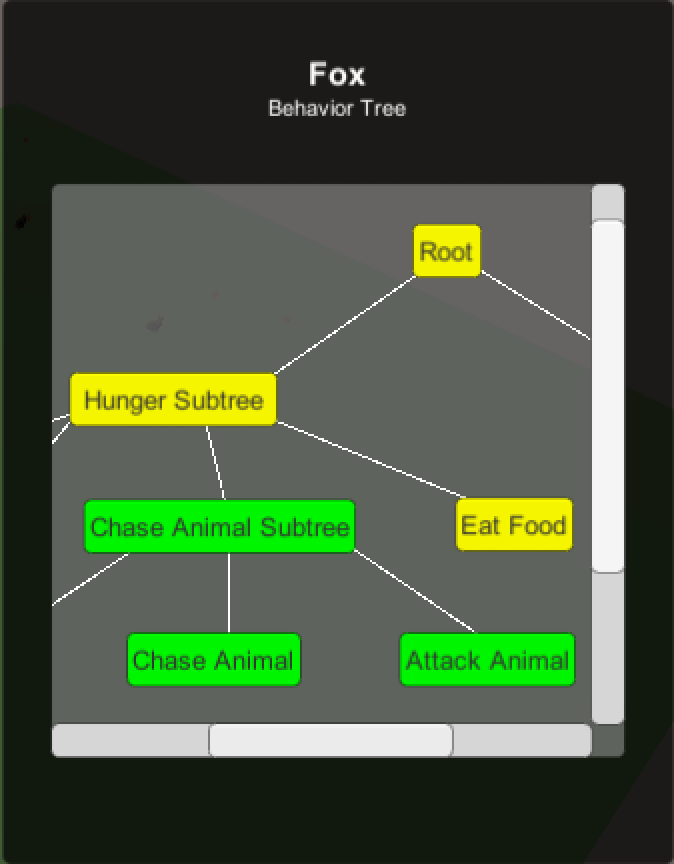 Fox
Behavior Tree
Root
Hunger Subtree
Chase Animal Subtree
Eat Food
Chase Animal
Attack Animal